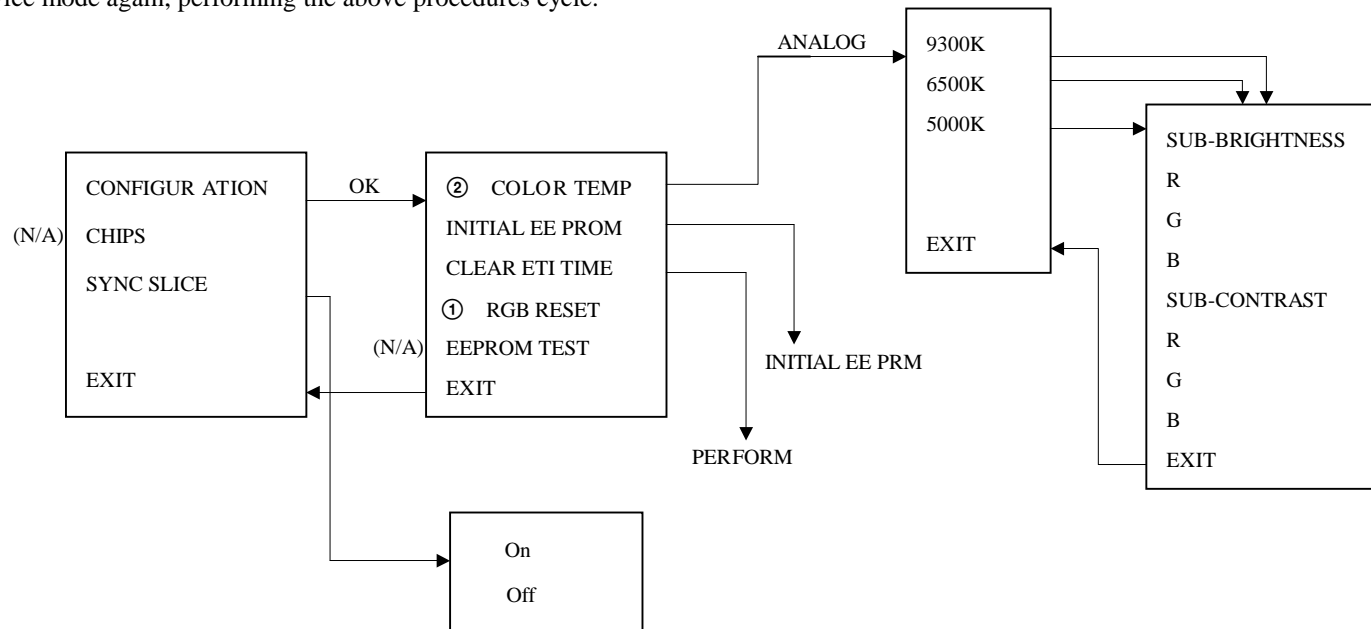 ice mode again, performing the above procedures cycle.
ANALOG
9300K
6500K
5000K
EXIT
SUB-BRIGHTNESS
R
G
B
SUB-CONTRAST
R
G
B
EXIT
CONFIGUR ATION
(N/A) CHIPS
SYNC SLICE
EXIT
OK
② COLOR TEMP
INITIAL EE PROM
CLEAR ETI TIME
① RGB RESET
(N/A) EEPROM TEST
EXIT
INITIAL EE PRM
PERFORM
On
Off